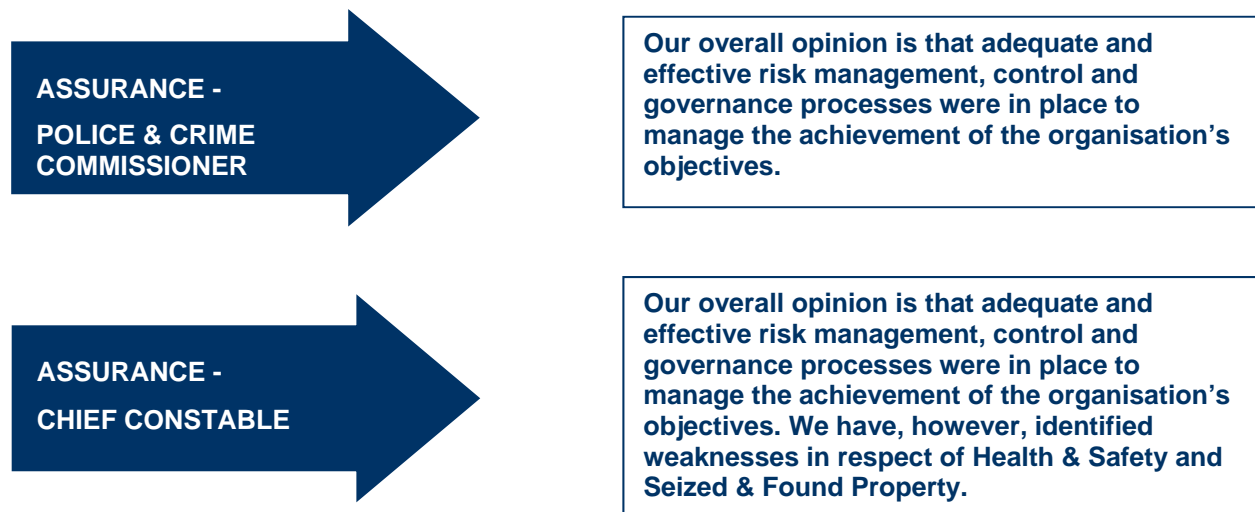 ASSURANCE -
POLICE & CRIME
COMMISSIONER
Our overall opinion is that adequate and
effective risk management, control and
governance processes were in place to
manage the achievement of the organisation’s
objectives.
ASSURANCE -
CHIEF CONSTABLE
Our overall opinion is that adequate and
effective risk management, control and
governance processes were in place to
manage the achievement of the organisation’s
objectives. We have, however, identified
weaknesses in respect of Health & Safety and
Seized & Found Property.